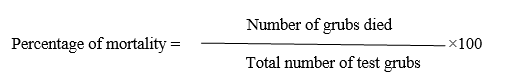 Number of grubs died
Percentage of mortality = ×100
Total number of test grubs